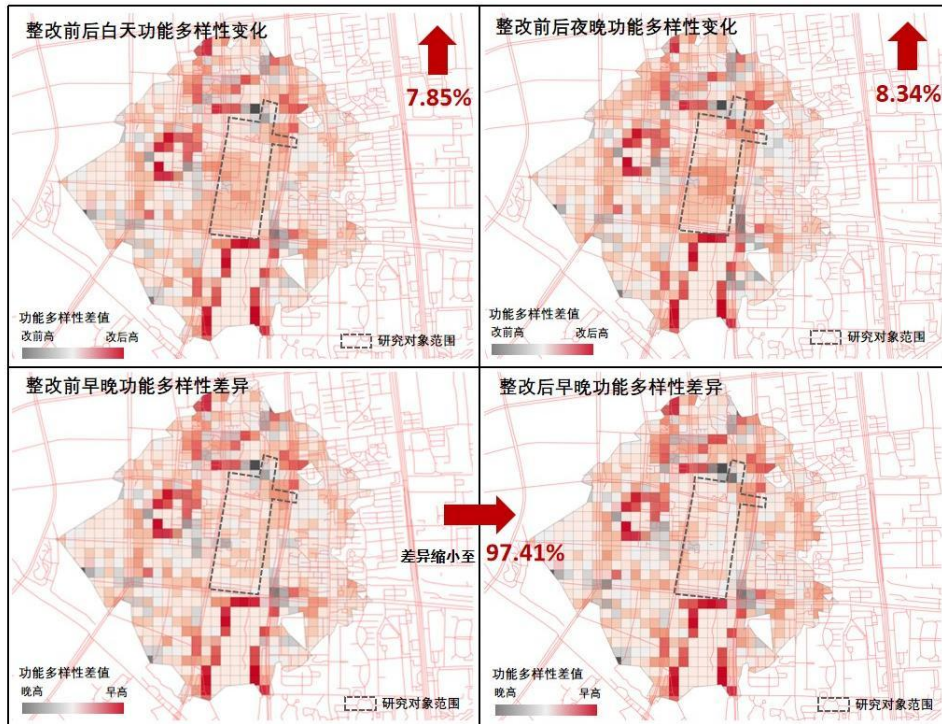 整改前后白天功能多样性变化
7.85%
功能多样性差值
改前高 改后高
研究对象范围
整改前后夜晚功能多样性变化
8.34%
功能多样性差值
改前高 改后高
研究对象范围
整改前早晚功能多样性差异
差异缩小至
功能多样性差值
晚高 早高
研究对象范围
整改后早晚功能多样性差异
97.41%
功能多样性差值
晚高 早高
研究对象范围